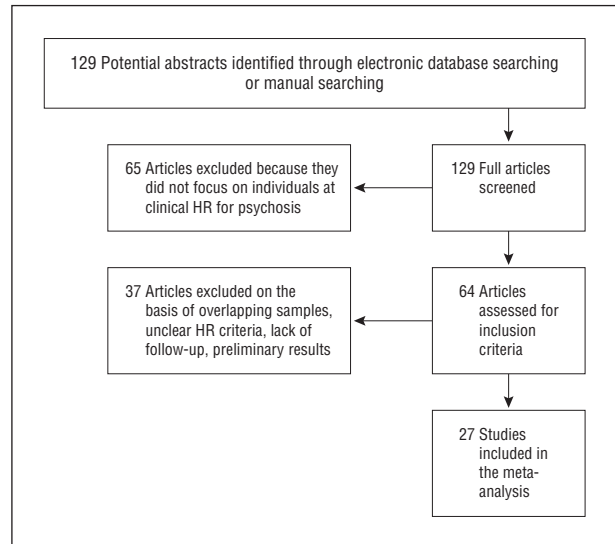 129 Potential abstracts identified through electronic database searching
or manual searching
65 Articles excluded because they
did not focus on individuals at
clinical HR for psychosis
129 Full articles
screened
37 Articles excluded on the
basis of overlapping samples,
unclear HR criteria, lack of
follow-up, preliminary results
64 Articles
assessed for
inclusion
criteria
27 Studies
included in
the meta-
analysis